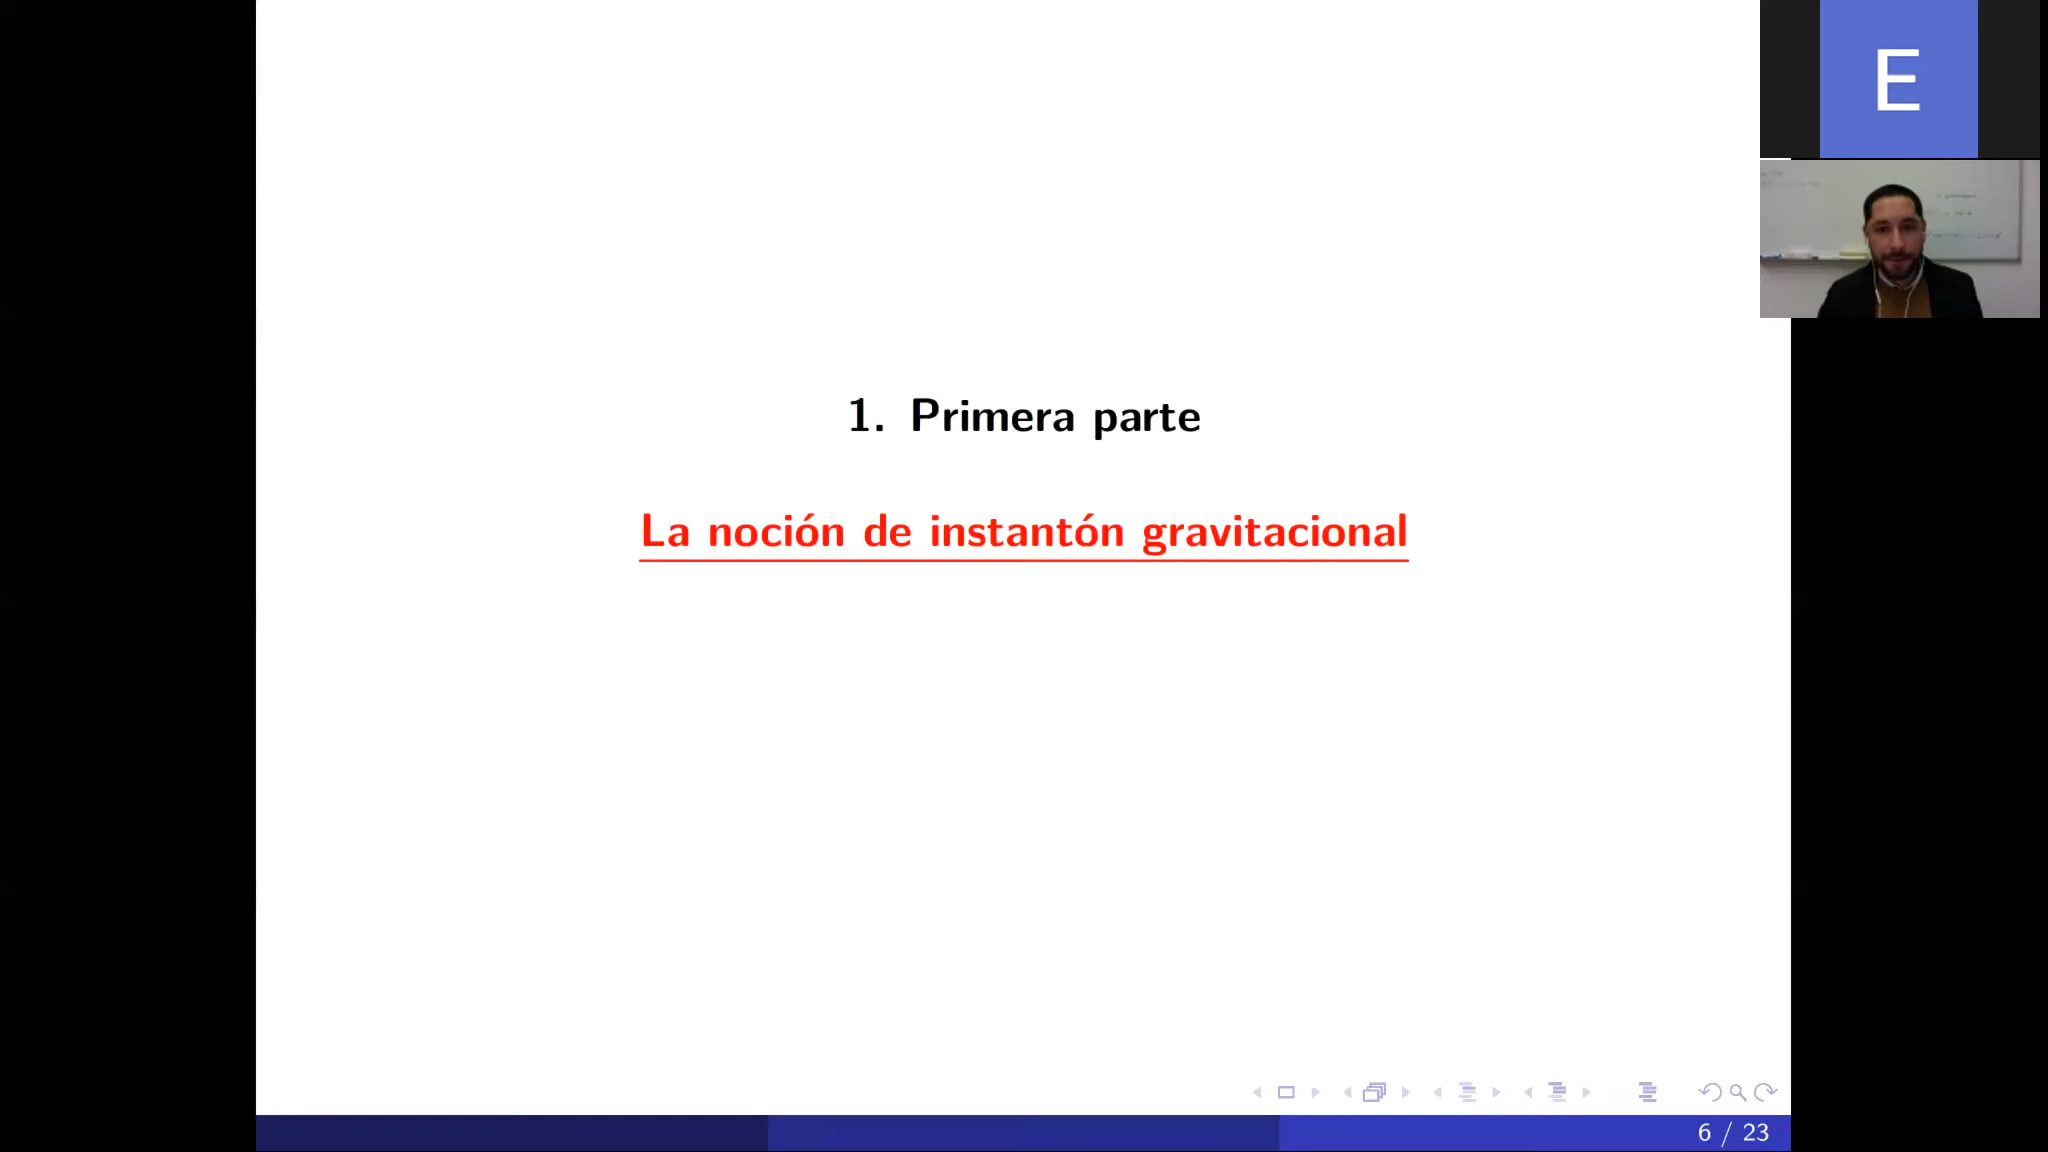 E
1. Primera parte
La noción de instantón gravitacional
6 / 23